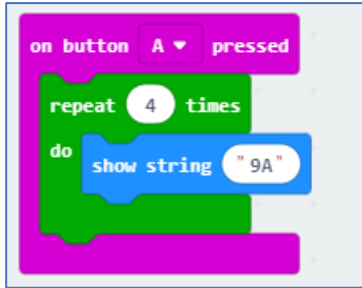 on button A pressed
repeat 4 times
do
show string "9A"